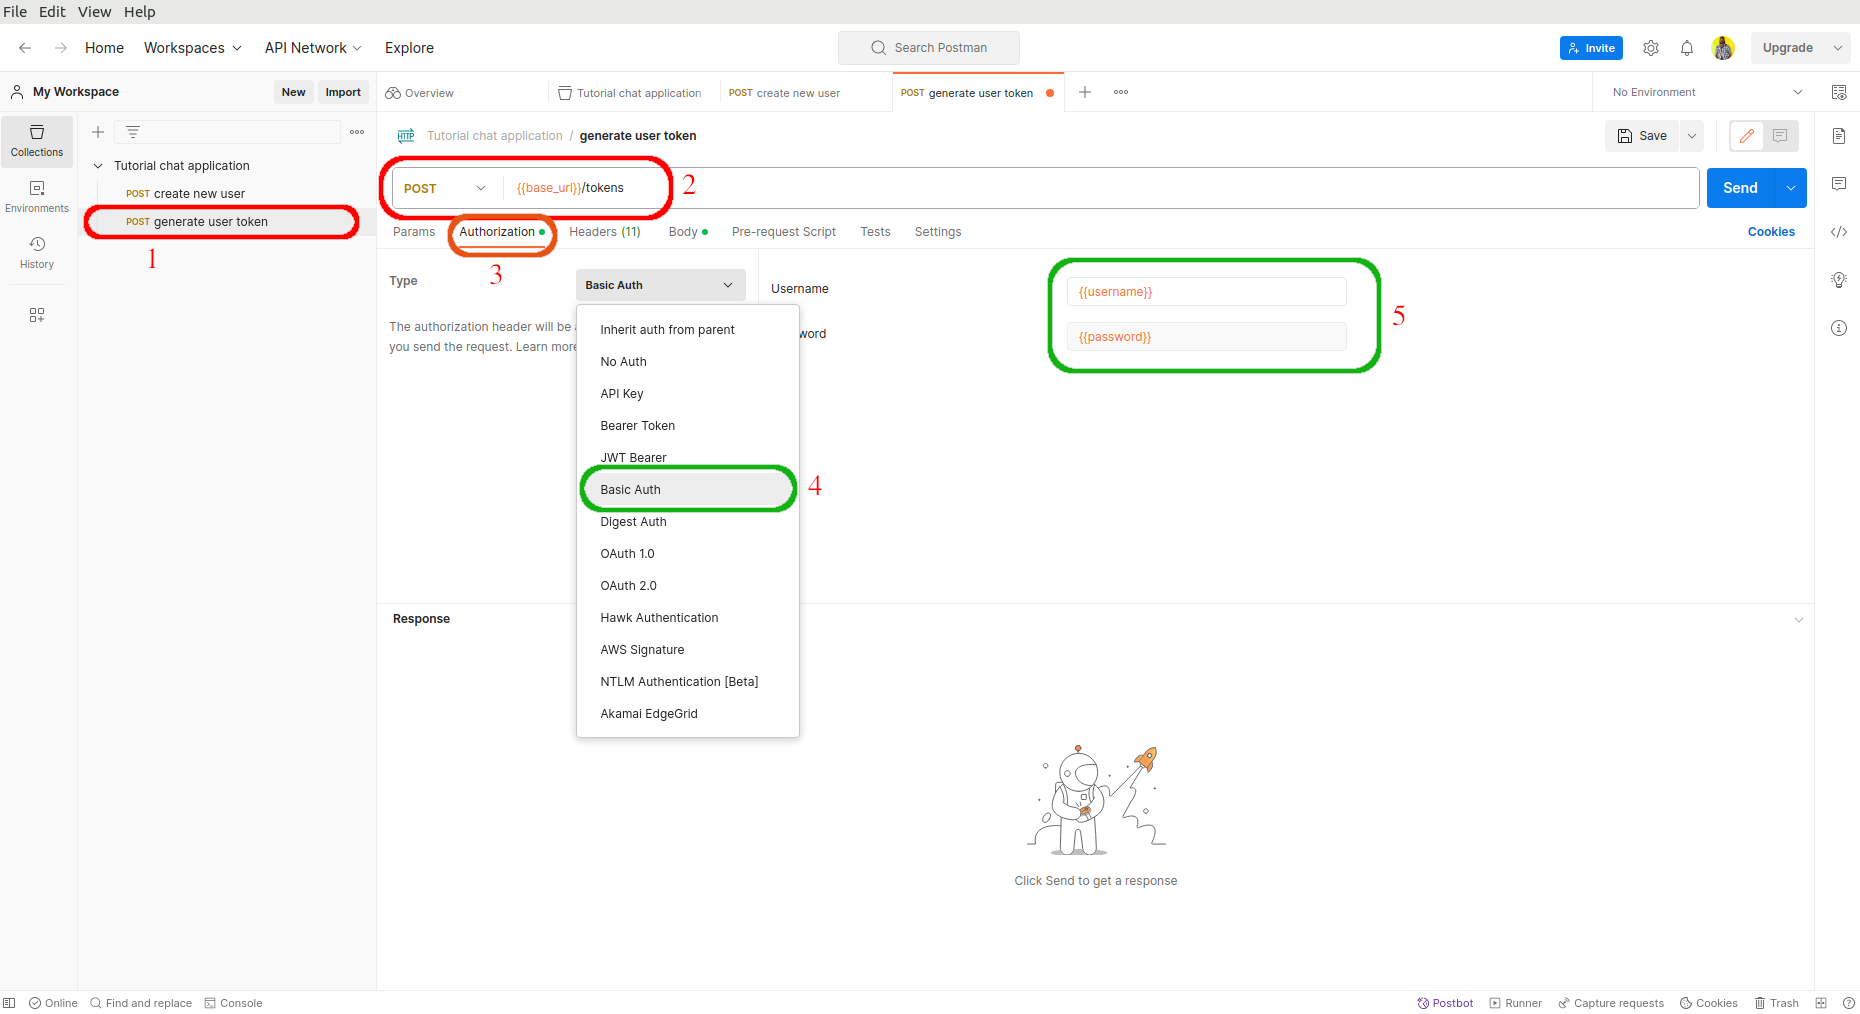 File Edit View Help
Home Workspaces API Network Explore
Search Postman
Invite
Upgrade
My Workspace
New
Import
Overview
Tutorial chat application
POST create new user
POST generate user token
No Environment
Collections
Environments
History
Tutorial chat application
POST create new user
POST generate user token
1
HTTP Tutorial chat application / generate user token
Save
POST {{base_url}}/tokens
2
Send
Params Authorization Headers (11) Body Pre-request Script Tests Settings
Cookies
3
Type
Basic Auth
The authorization header will be
you send the request. Learn more
Username
{{username}}
word
{{password}}
5
Inherit auth from parent
No Auth
API Key
Bearer Token
JWT Bearer
Basic Auth
4
Digest Auth
OAuth 1.0
OAuth 2.0
Hawk Authentication
AWS Signature
NTLM Authentication [Beta]
Akamai EdgeGrid
Response
Click Send to get a response
Online Find and replace Console
Postbot Runner Capture requests Cookies Trash